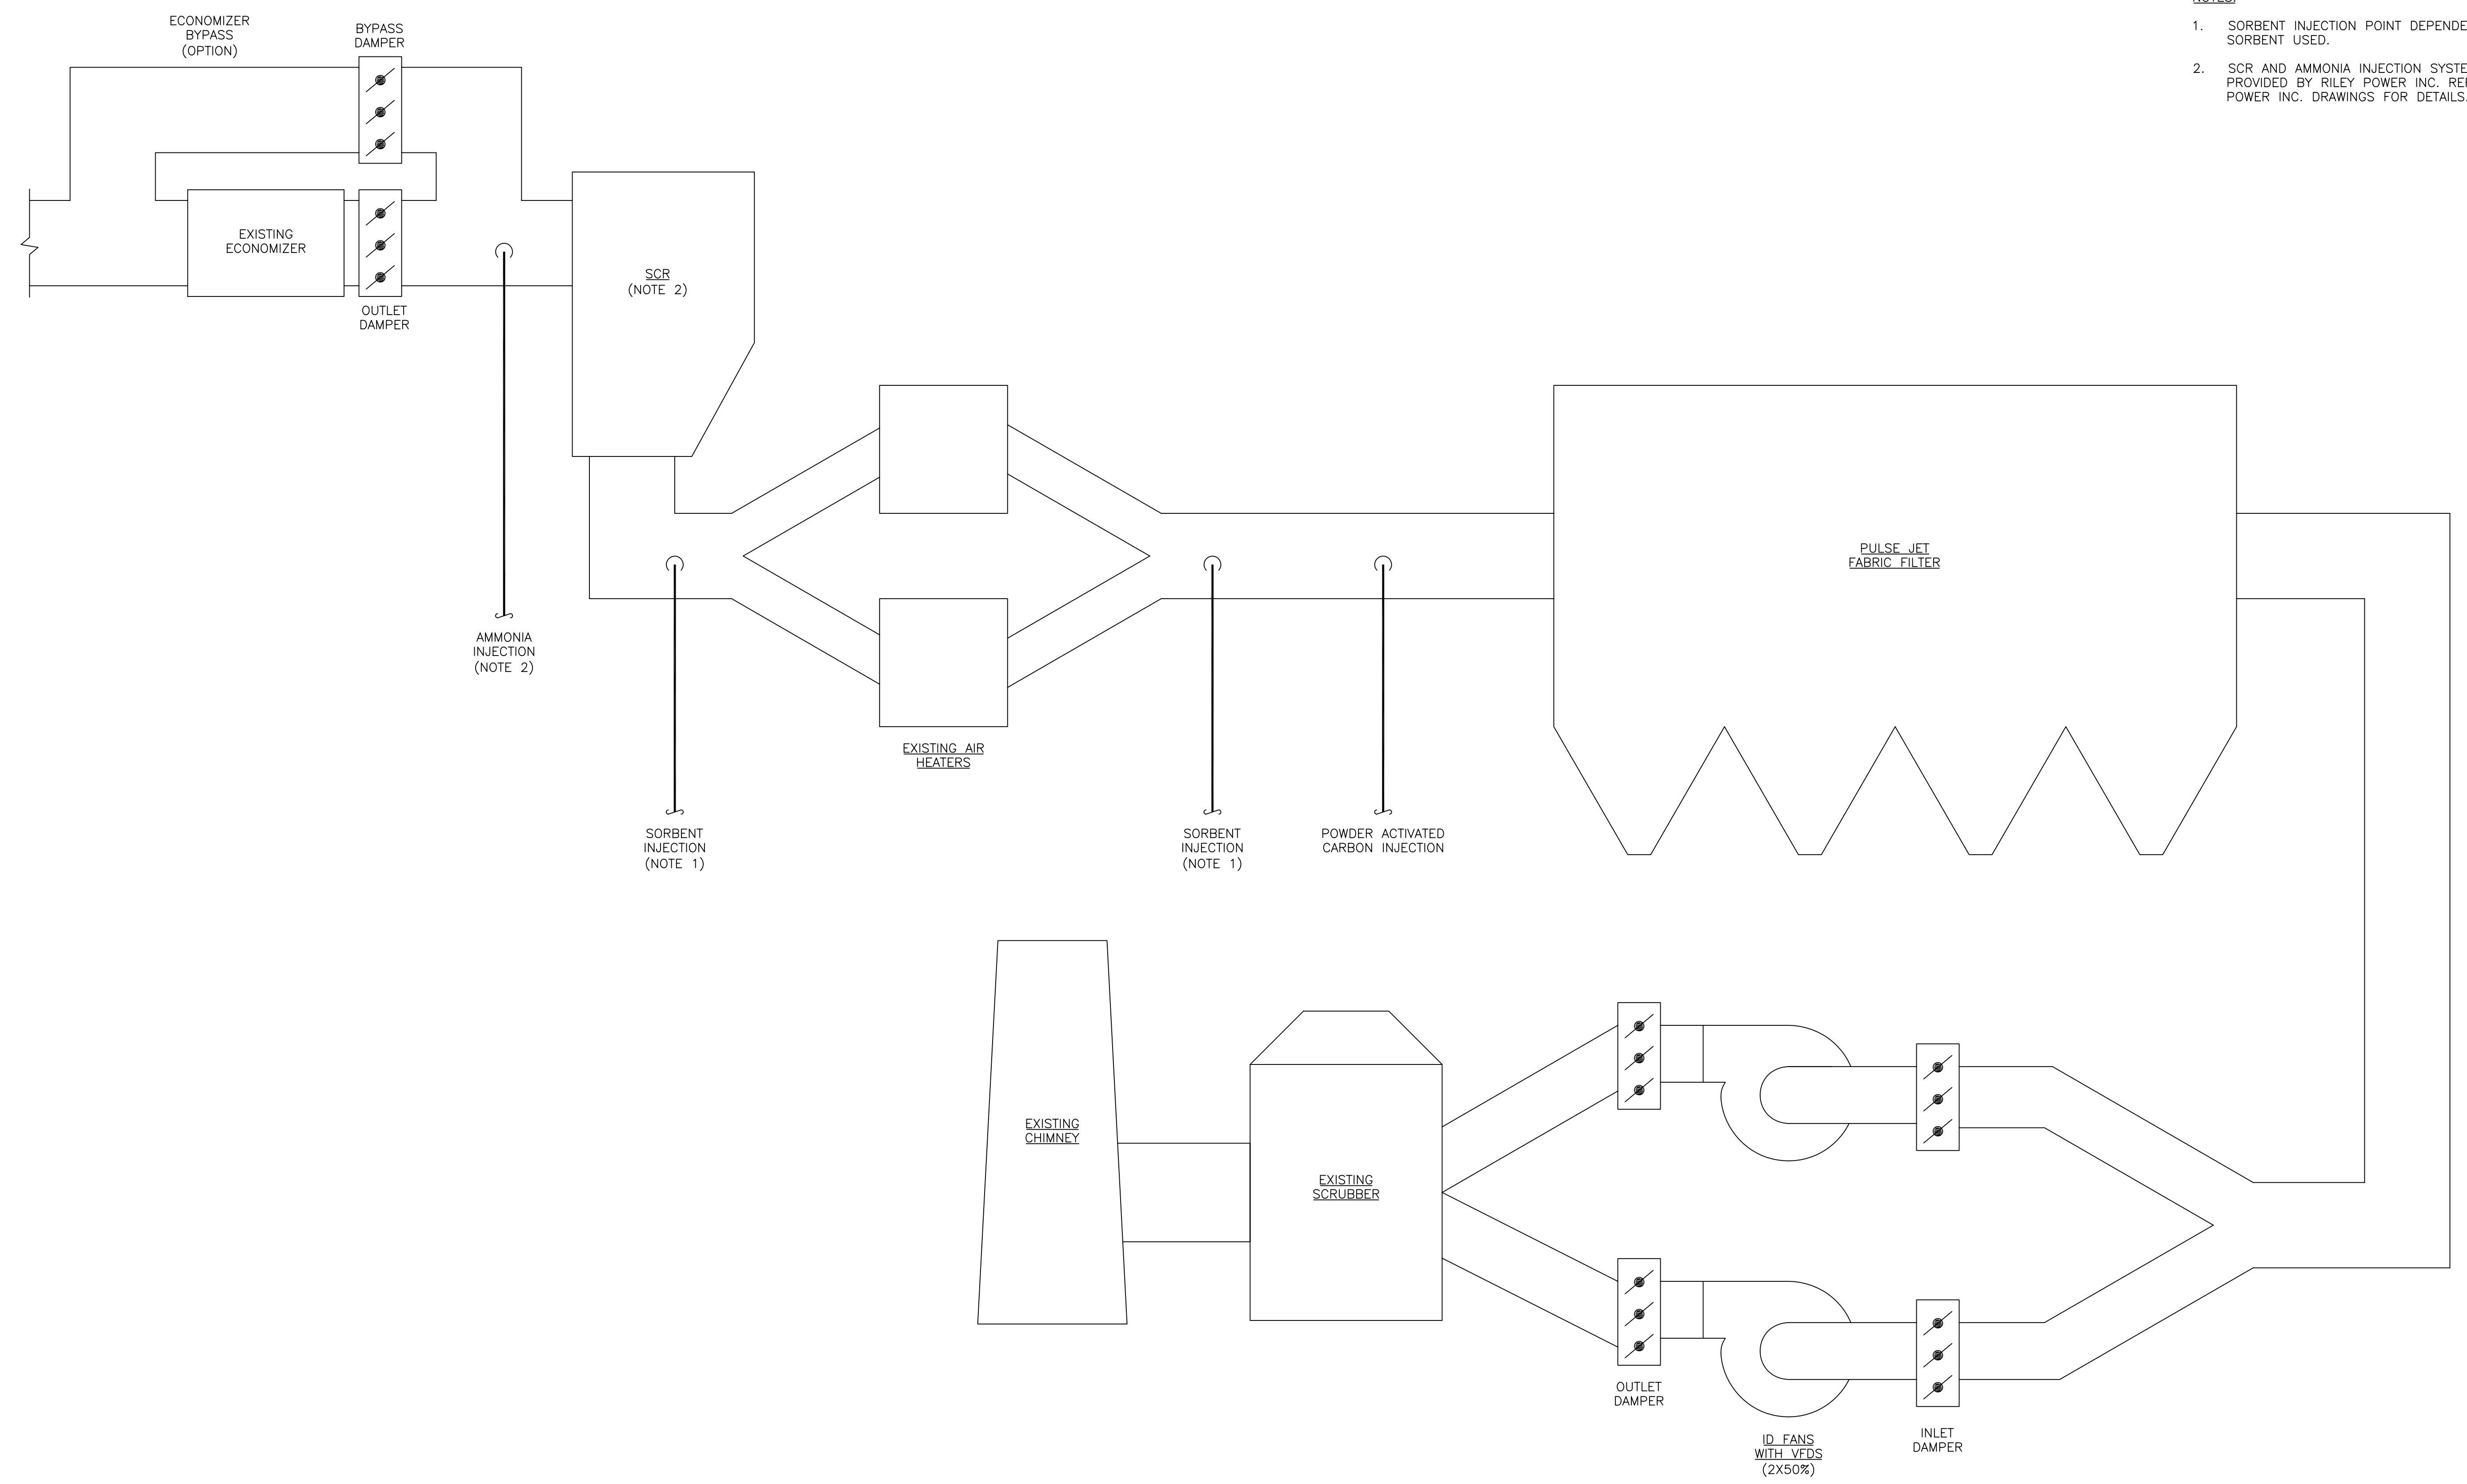 ECONOMIZER
BYPASS
(OPTION)
BYPASS
DAMPER
NOTES:
1. SORBENT INJECTION POINT
SORBENT USED.
2. SCR AND AMMONIA INJECTION
PROVIDED BY RILEY POWER INC.
POWER INC. DRAWINGS FOR DETAILS.
EXISTING
ECONOMIZER
OUTLET
DAMPER
SCR
(NOTE 2)
AMMONIA
INJECTION
(NOTE 2)
PULSE JET
FABRIC FILTER
EXISTING AIR
HEATERS
SORBENT
INJECTION
(NOTE 1)
SORBENT
INJECTION
(NOTE 1)
POWDER ACTIVATED
CARBON INJECTION
EXISTING
CHIMNEY
EXISTING
SCRUBBER
OUTLET
DAMPER
ID FANS
WITH VFDS
(2X50%)
INLET
DAMPER